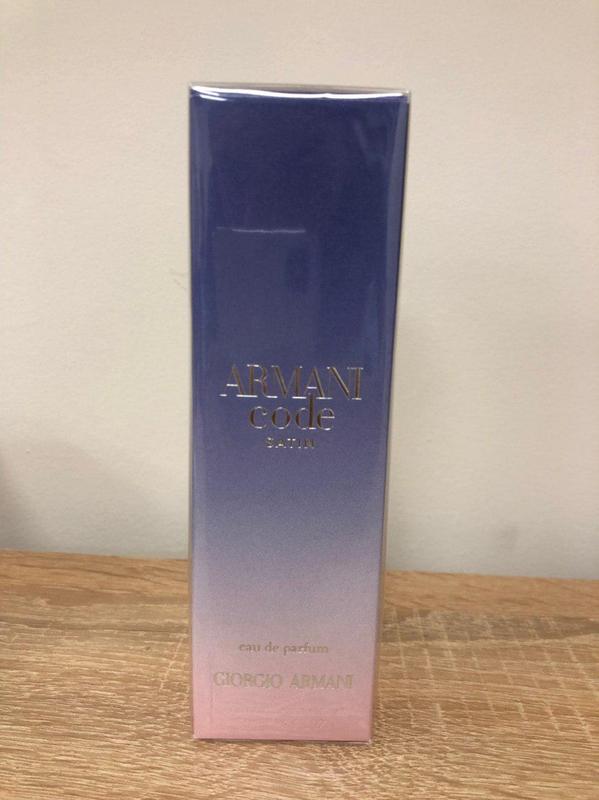 ARMANI
code
SATIN
eau de parfum
GIORGIO ARMANI